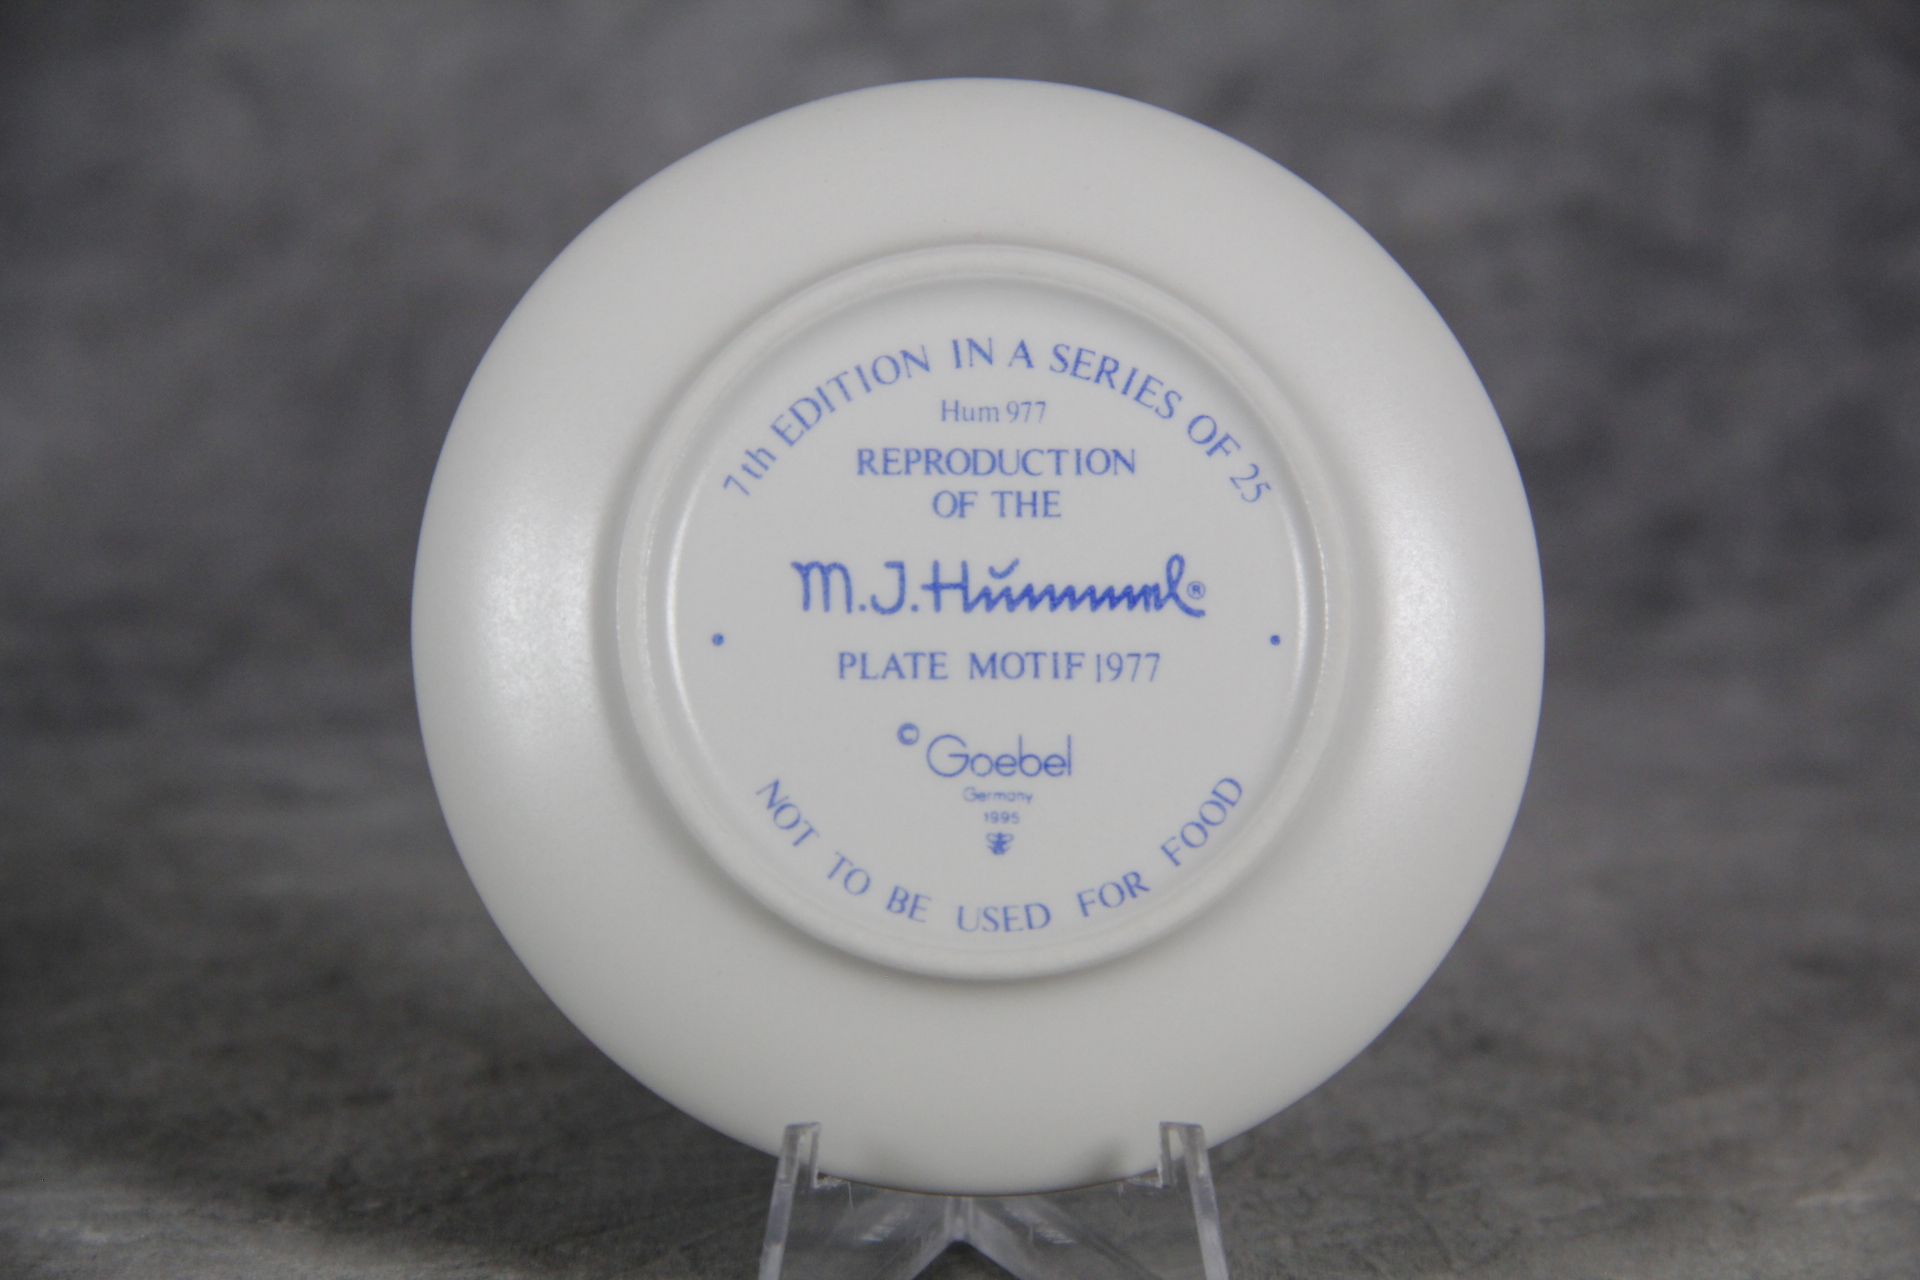 7th EDITION IN A SERIES OF 25
Hum 977
REPRODUCTION
OF THE
M.J.Hummel®
PLATE MOTIF 1977
© Goebel
Germany
1995
NOT TO BE USED FOR FOOD